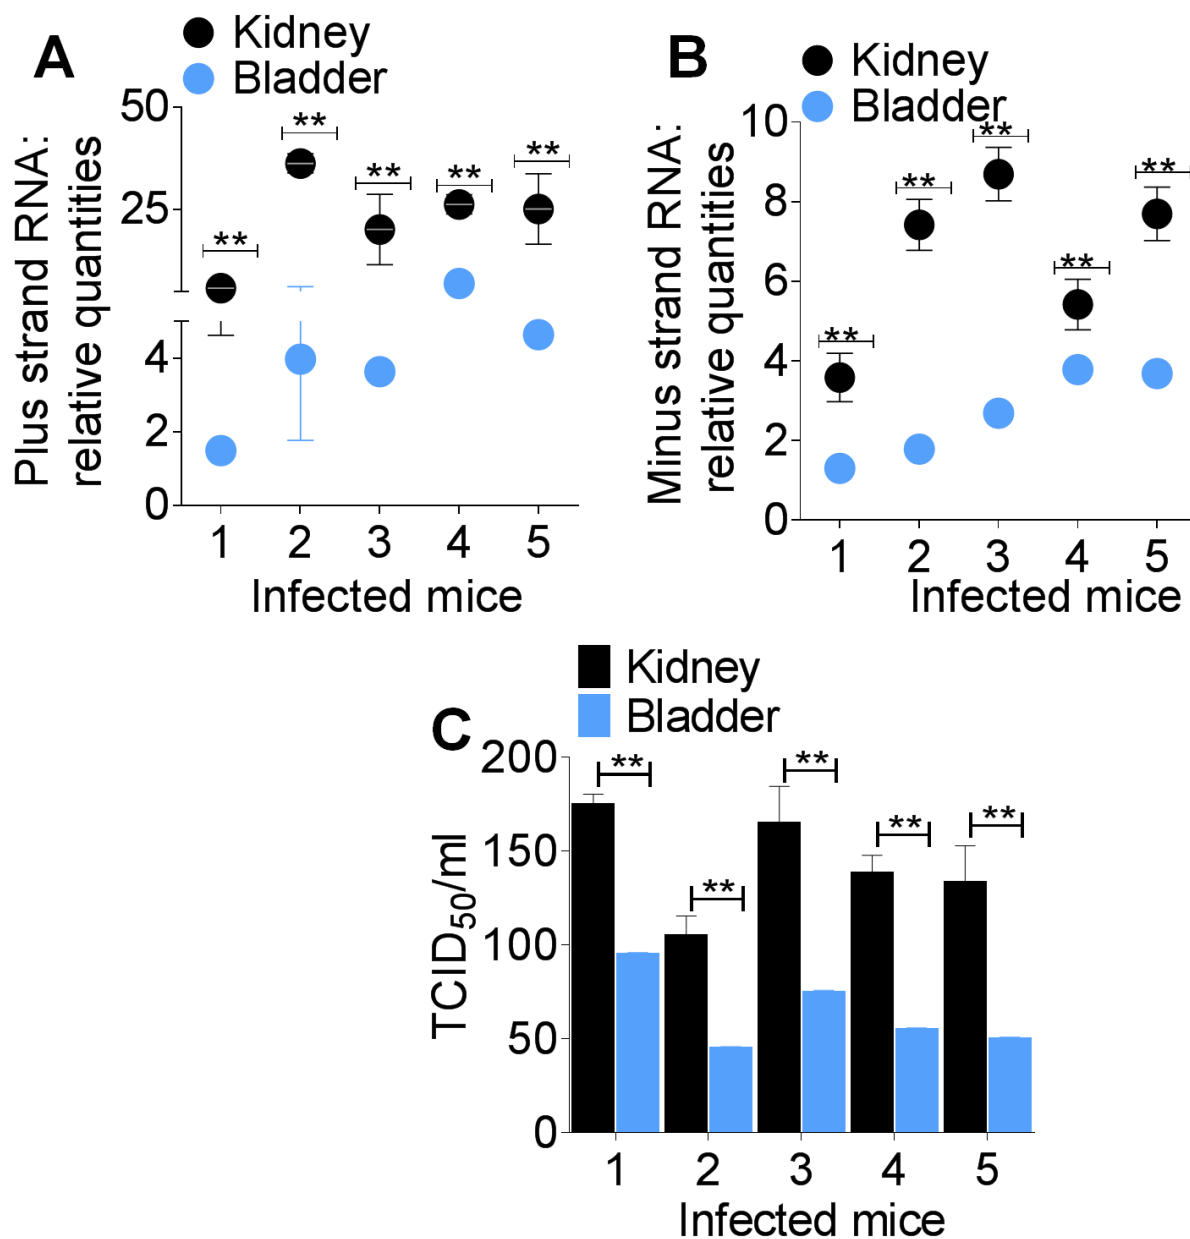 A
Kidney
Bladder
Plus strand RNA:
relative quantities
50
25
4
2
0
**
**
**
**
**
1 2 3 4 5
Infected mice
B
Kidney
Bladder
Minus strand RNA:
relative quantities
10
8
6
4
2
0
**
**
**
**
**
1 2 3 4 5
Infected mice
C
Kidney
Bladder
TCID50/ml
200
150
100
50
0
**
**
**
**
**
1 2 3 4 5
Infected mice